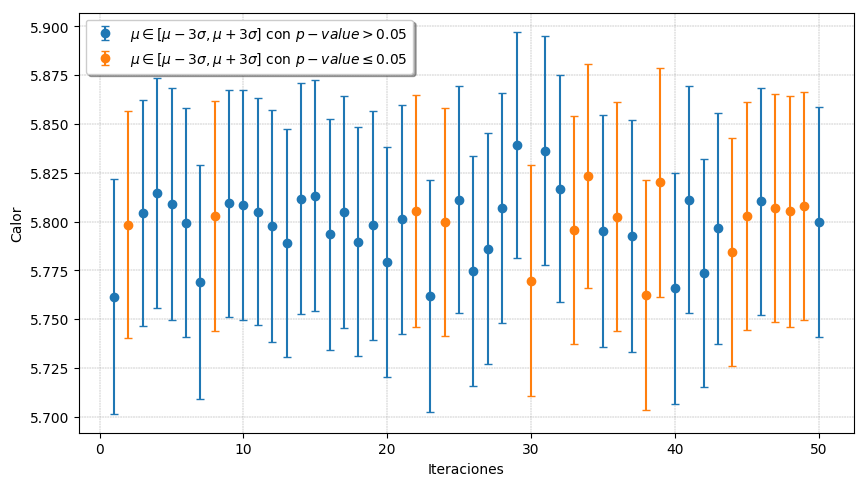 5.900
5.875
5.850
5.825
5.800
5.775
5.750
5.725
5.700
Calor
μ ∈ [μ − 3σ, μ + 3σ] con p − value > 0.05
μ ∈ [μ − 3σ, μ + 3σ] con p − value ≤ 0.05
0 10 20 30 40 50
Iteraciones